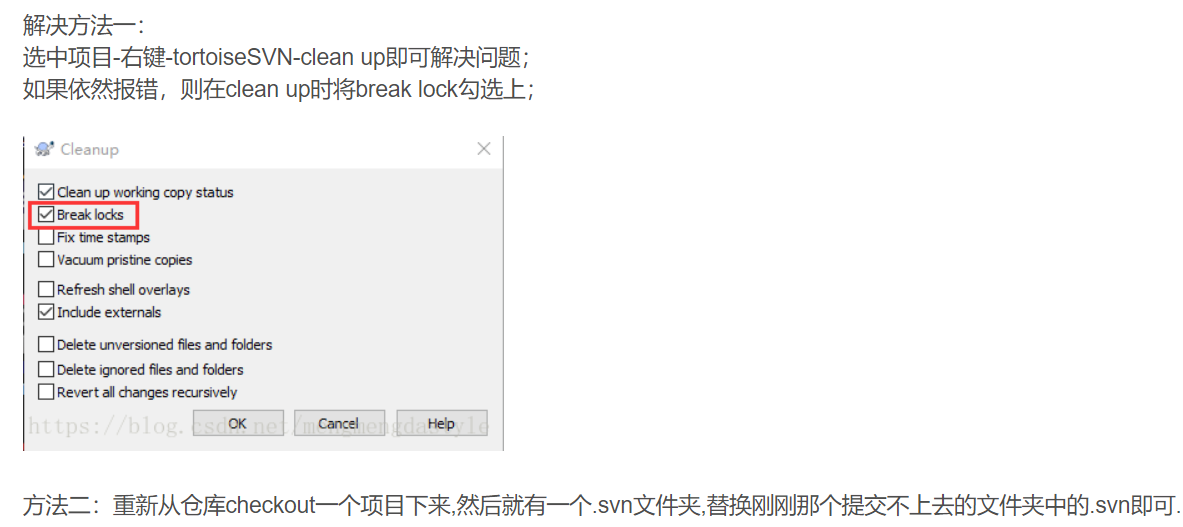 解决方法一：
选中项目-右键-tortoiseSVN-clean up即可解决问题；
如果依然报错，则在clean up时将break lock勾选上；
Cleanup
Clean up working copy status
Break locks
Fix time stamps
Vacuum pristine copies
Refresh shell overlays
Include externals
Delete unversioned files and folders
Delete ignored files and folders
Revert all changes recursively
OK Cancel Help
https://blog.csdn.net/mengmengdastyle
方法二：重新从仓库checkout一个项目下来,然后就有一个.svn文件夹,替换刚刚那个提交不上去的文件夹中的.svn即可.